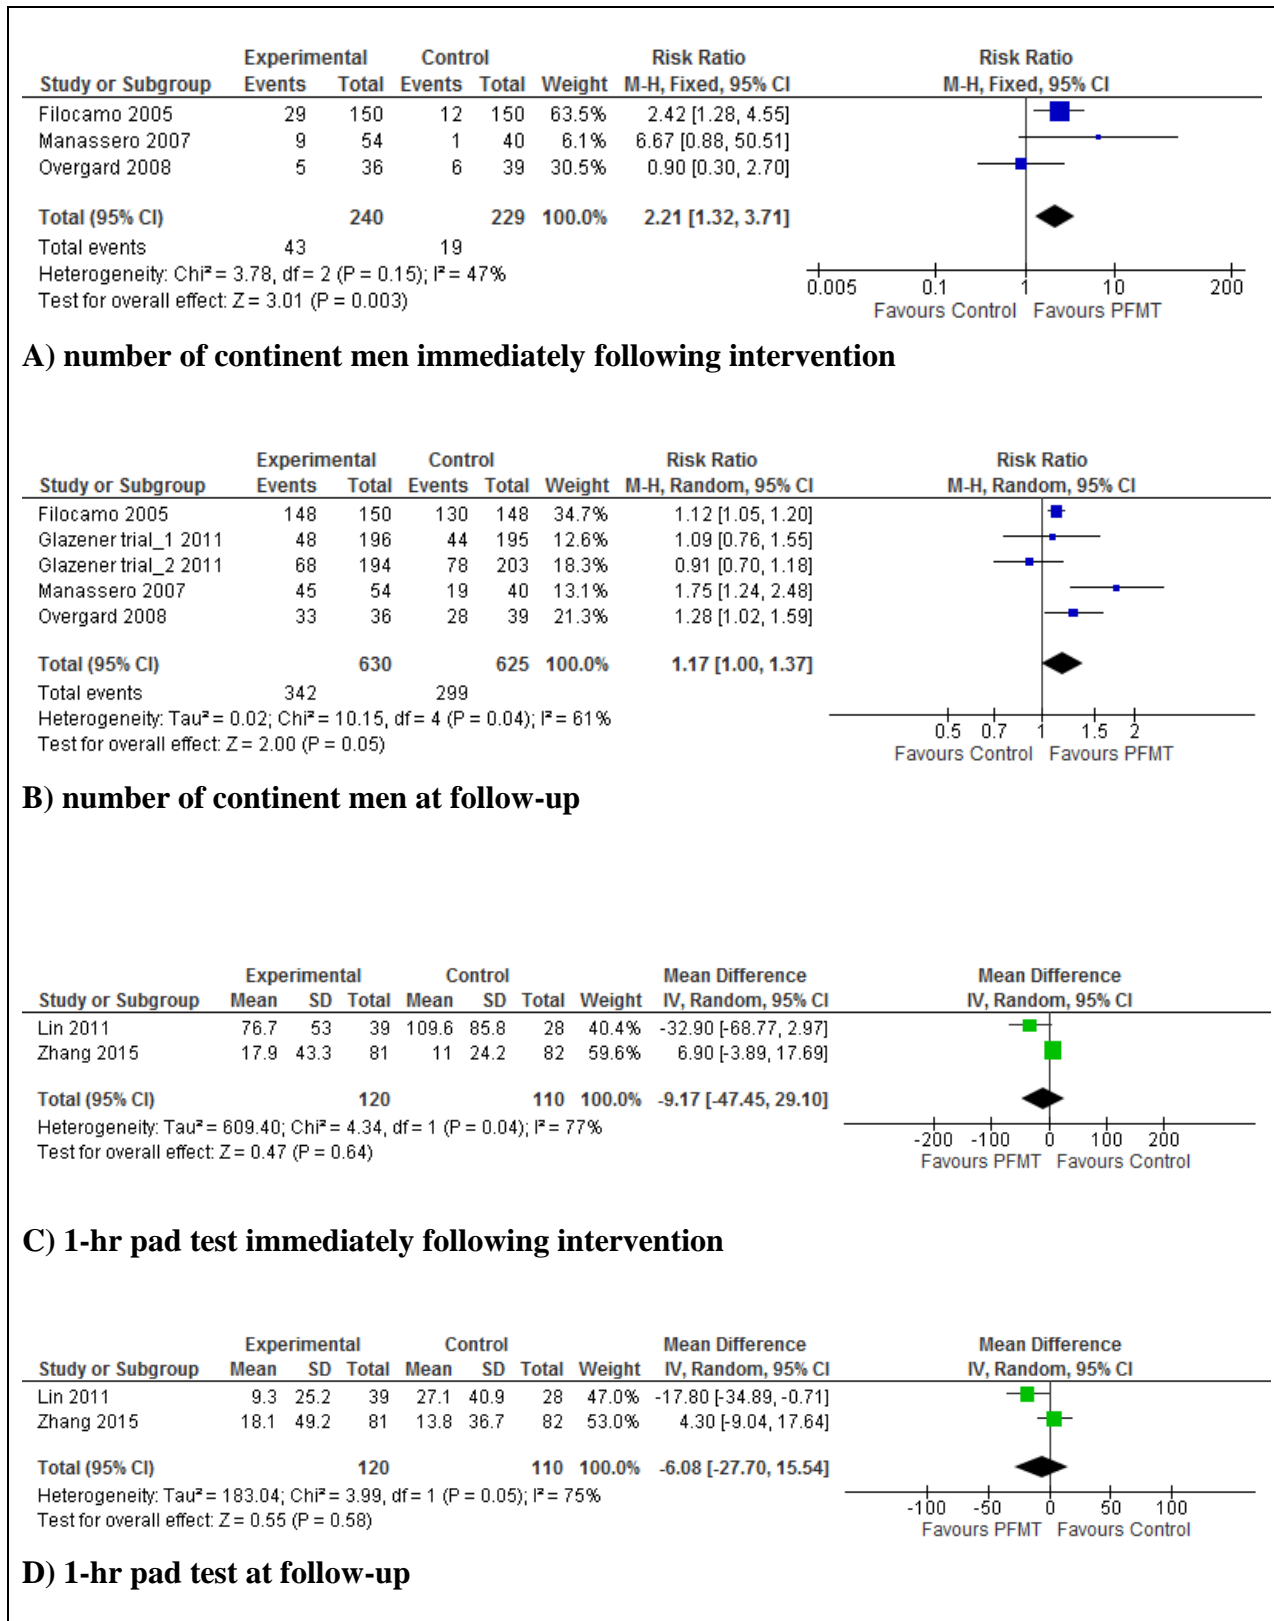 Experimental Control Risk Ratio Risk Ratio
Study or Subgroup Events Total Events Total Weight M-H, Fixed, 95% CI M-H, Fixed, 95% CI
Filocamo 2005 29 150 12 150 63.5% 2.42 [1.28, 4.55]
Manassero 2007 9 54 1 40 6.1% 6.67 [0.88, 50.51]
Overgard 2008 5 36 6 39 30.5% 0.90 [0.30, 2.70]
Total (95% CI) 240 229 100.0% 2.21 [1.32, 3.71]
Total events 43 19
Heterogeneity: Chi² = 3.78, df = 2 (P = 0.15); I² = 47%
Test for overall effect: Z = 3.01 (P = 0.003)
0.005 0.1 1 10 200
Favours Control Favours PFMT
A) number of continent men immediately following intervention
Experimental Control Risk Ratio Risk Ratio
Study or Subgroup Events Total Events Total Weight M-H, Random, 95% CI M-H, Random, 95% CI
Filocamo 2005 148 150 130 148 34.7% 1.12 [1.05, 1.20]
Glazener trial_1 2011 48 196 44 195 12.6% 1.09 [0.76, 1.55]
Glazener trial_2 2011 68 194 78 203 18.3% 0.91 [0.70, 1.18]
Manassero 2007 45 54 19 40 13.1% 1.75 [1.24, 2.48]
Overgard 2008 33 36 28 39 21.3% 1.28 [1.02, 1.59]
Total (95% CI) 630 625 100.0% 1.17 [1.00, 1.37]
Total events 342 299
Heterogeneity: Tau² = 0.02; Chi² = 10.15, df = 4 (P = 0.04); I² = 61%
Test for overall effect: Z = 2.00 (P = 0.05)
0.5 0.7 1 1.5 2
Favours Control Favours PFMT
B) number of continent men at follow-up
Experimental Control Mean Difference Mean Difference
Study or Subgroup Mean SD Total Mean SD Total Weight IV, Random, 95% CI IV, Random, 95% CI
Lin 2011 76.7 53 39 109.6 85.8 28 40.4% -32.90 [-68.77, 2.97]
Zhang 2015 17.9 43.3 81 11 24.2 82 59.6% 6.90 [-3.89, 17.69]
Total (95% CI) 120 110 100.0% -9.17 [-47.45, 29.10]
Heterogeneity: Tau² = 609.40; Chi² = 4.34, df = 1 (P = 0.04); I² = 77%
Test for overall effect: Z = 0.47 (P = 0.64)
-200 -100 0 100 200
Favours PFMT Favours Control
C) 1-hr pad test immediately following intervention
Experimental Control Mean Difference Mean Difference
Study or Subgroup Mean SD Total Mean SD Total Weight IV, Random, 95% CI IV, Random, 95% CI
Lin 2011 9.3 25.2 39 27.1 40.9 28 47.0% -17.80 [-34.89, -0.71]
Zhang 2015 18.1 49.2 81 13.8 36.7 82 53.0% 4.30 [-9.04, 17.64]
Total (95% CI) 120 110 100.0% -6.08 [-27.70, 15.54]
Heterogeneity: Tau² = 183.04; Chi² = 3.99, df = 1 (P = 0.05); I² = 75%
Test for overall effect: Z = 0.55 (P = 0.58)
-100 -50 0 50 100
Favours PFMT Favours Control
D) 1-hr pad test at follow-up